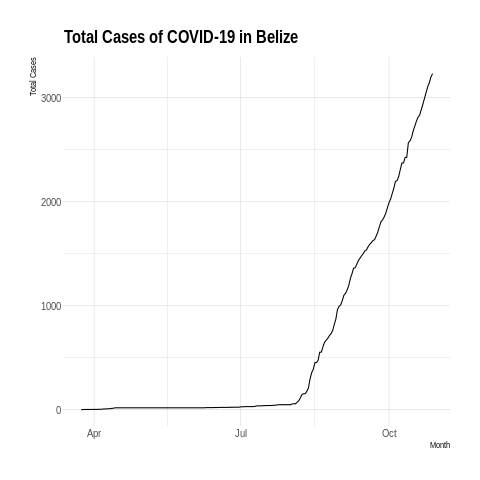 Total Cases of COVID-19 in Belize
Total Cases
3000
2000
1000
0
Apr
Jul
Oct
Month